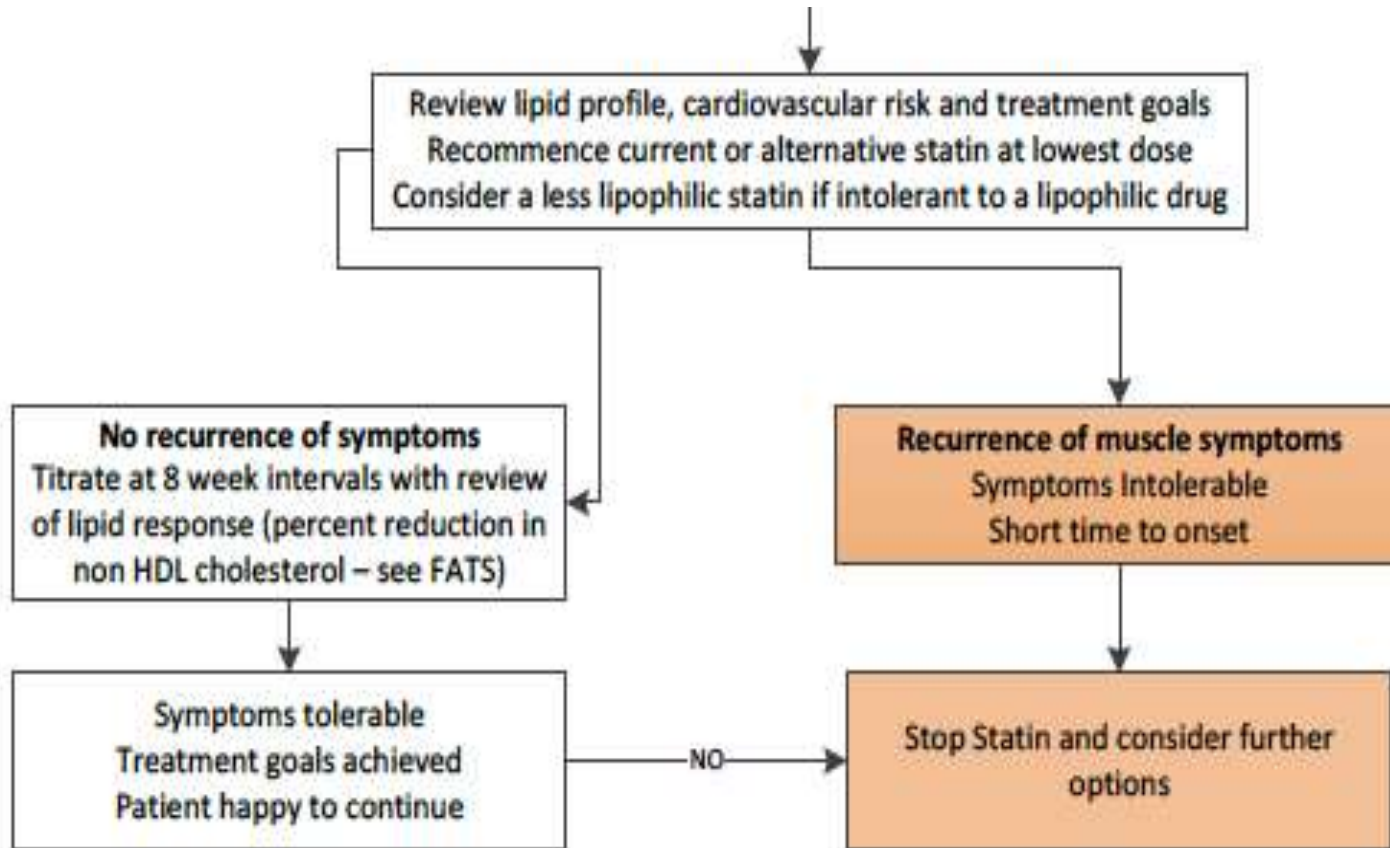 Review lipid profile, cardiovascular risk and treatment goals
Recommence current or alternative statin at lowest dose
Consider a less lipophilic statin if intolerant to a lipophilic drug
No recurrence of symptoms
Titrate at 8 week intervals with review
of lipid response (percent reduction in
non HDL cholesterol – see FATS)
Recurrence of muscle symptoms
Symptoms Intolerable
Short time to onset
Symptoms tolerable
Treatment goals achieved
Patient happy to continue
NO
Stop Statin and consider further
options